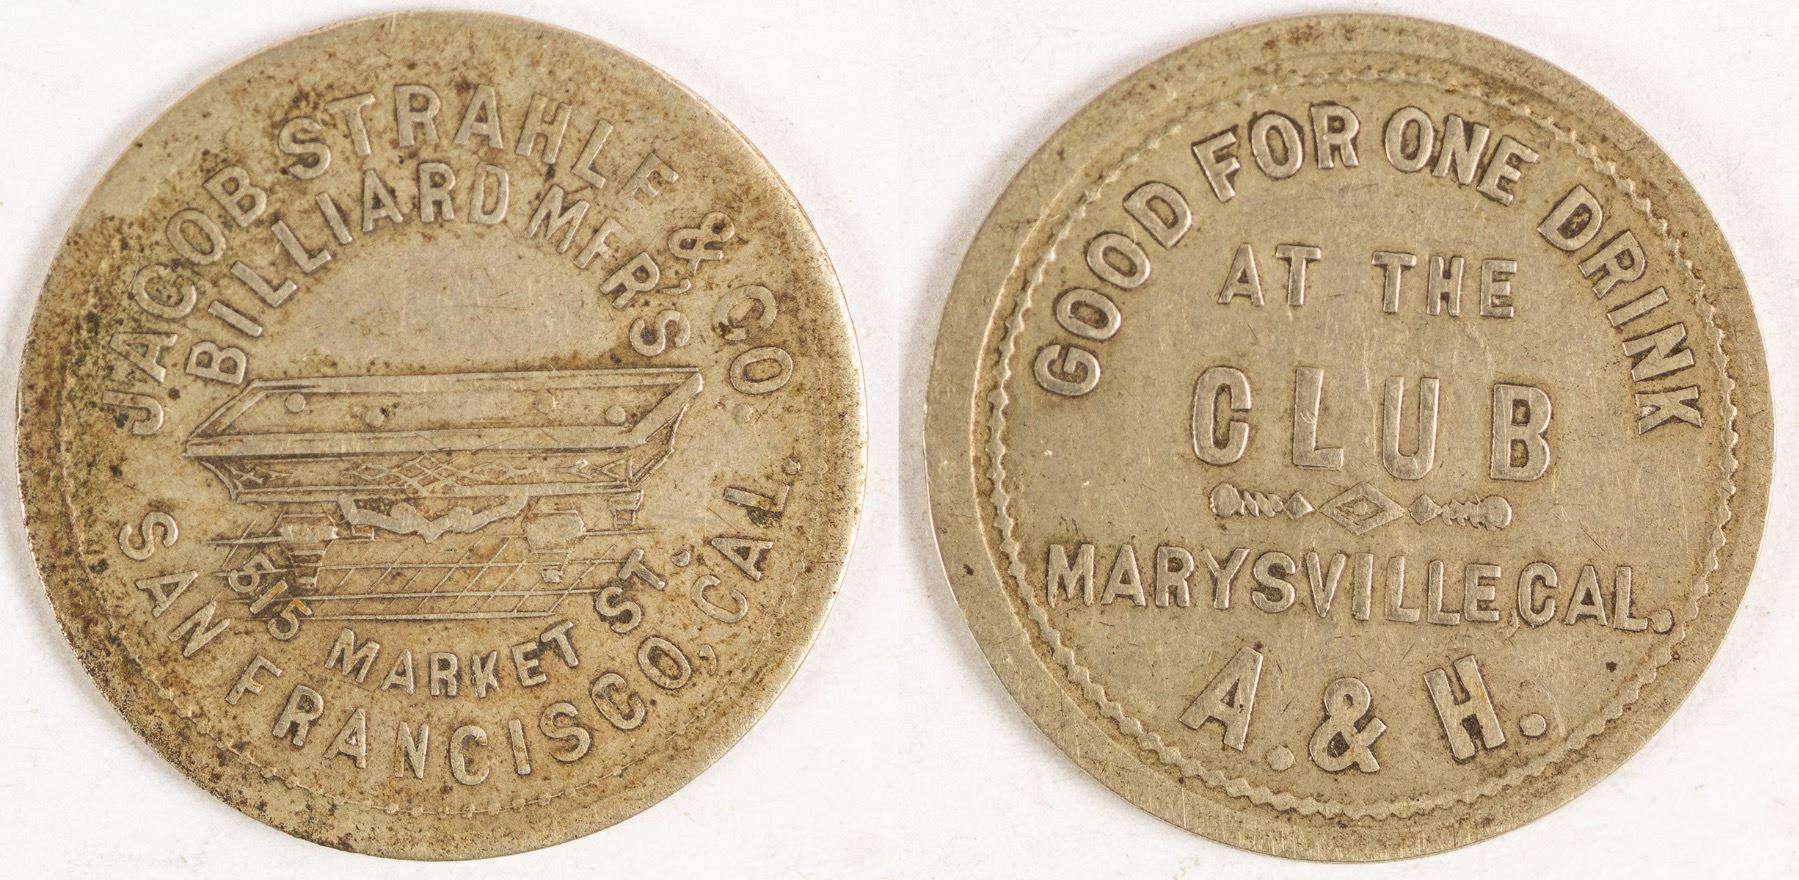 JACOB STRAHLE & CO.
BILLIARD MFR'S
515 MARKET ST.
SAN FRANCISCO, CAL.
GOOD FOR ONE DRINK
AT THE
CLUB
MARYSVILLE, CAL.
A. & H.